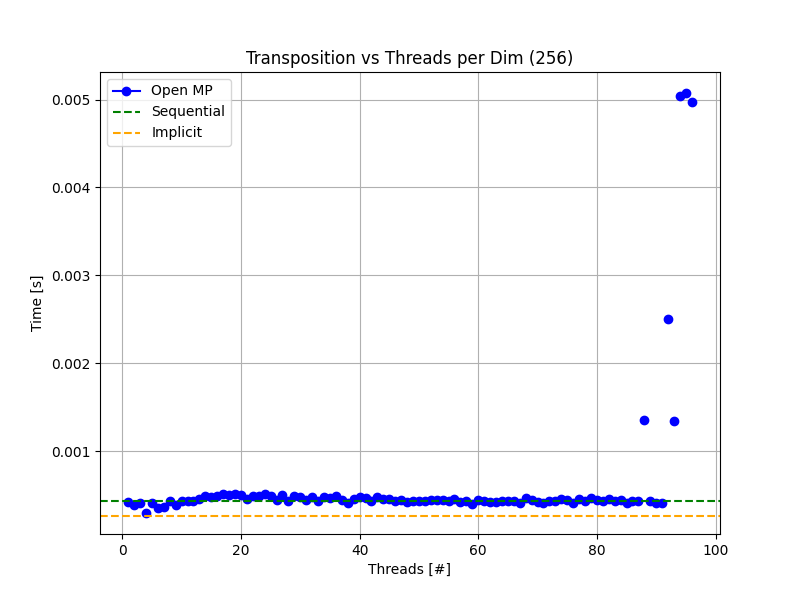 Transposition vs Threads per Dim (256)
Open MP
Sequential
Implicit
0.005
0.004
0.003
0.002
0.001
Time [s]
0 20 40 60 80 100
Threads [#]